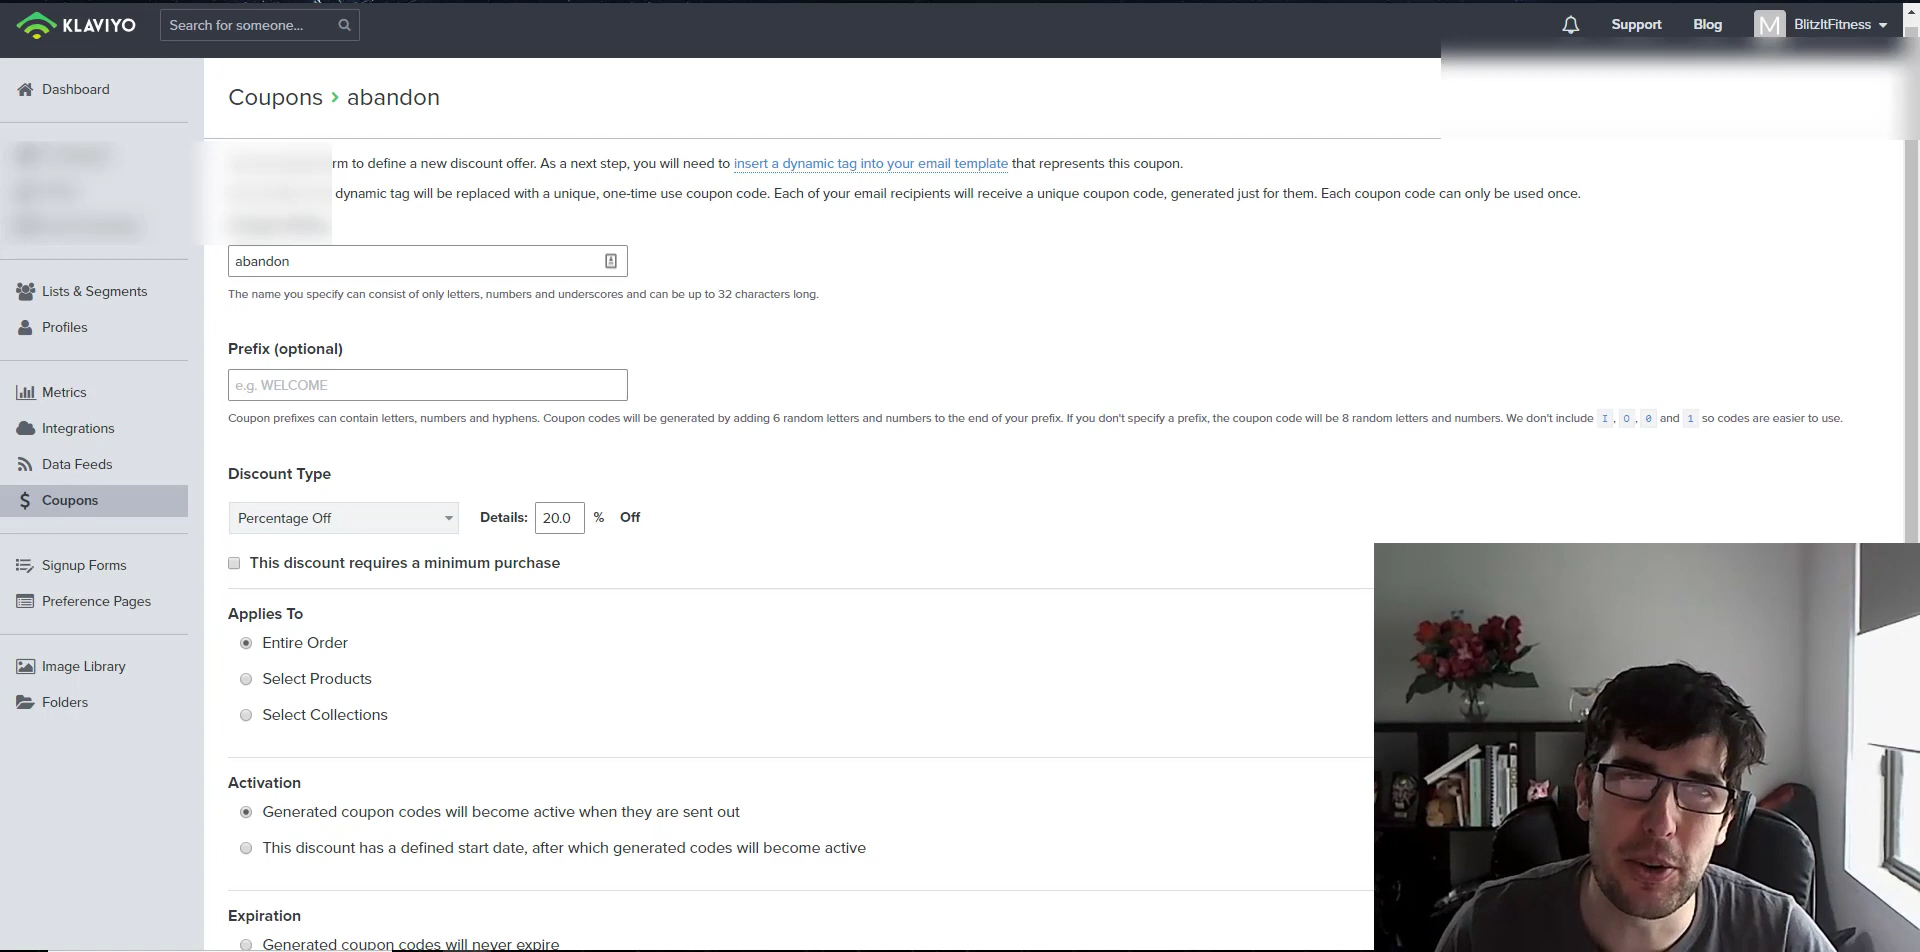 KLAVIYO
Search for someone...
Support
Blog
M
BlitzItFitness
Dashboard
Lists & Segments
Profiles
Metrics
Integrations
Data Feeds
$ Coupons
Signup Forms
Preference Pages
Image Library
Folders
Coupons > abandon
rm to define a new discount offer. As a next step, you will need to insert a dynamic tag into your email template that represents this coupon.
dynamic tag will be replaced with a unique, one-time use coupon code. Each of your email recipients will receive a unique coupon code, generated just for them. Each coupon code can only be used once.
abandon
The name you specify can consist of only letters, numbers and underscores and can be up to 32 characters long.
Prefix (optional)
e.g. WELCOME
Coupon prefixes can contain letters, numbers and hyphens. Coupon codes will be generated by adding 6 random letters and numbers to the end of your prefix. If you don't specify a prefix, the coupon code will be 8 random letters and numbers. We don't include I, O, 0 and 1 so codes are easier to use.
Discount Type
Percentage Off Details: 20.0 % Off
This discount requires a minimum purchase
Applies To
Entire Order
Select Products
Select Collections
Activation
Generated coupon codes will become active when they are sent out
This discount has a defined start date, after which generated codes will become active
Expiration
Generated coupon codes will never expire